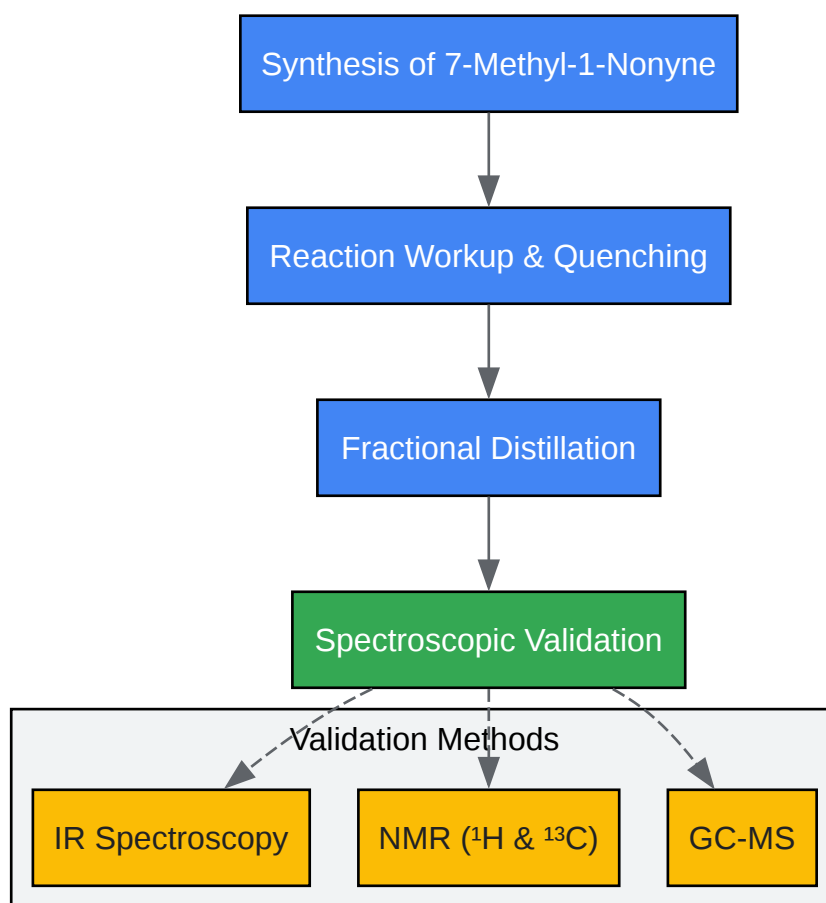 Synthesis of 7-Methyl-1-Nonyne
Reaction Workup & Quenching
Fractional Distillation
Spectroscopic Validation
Validation Methods
IR Spectroscopy
NMR (¹H & ¹³C)
GC-MS